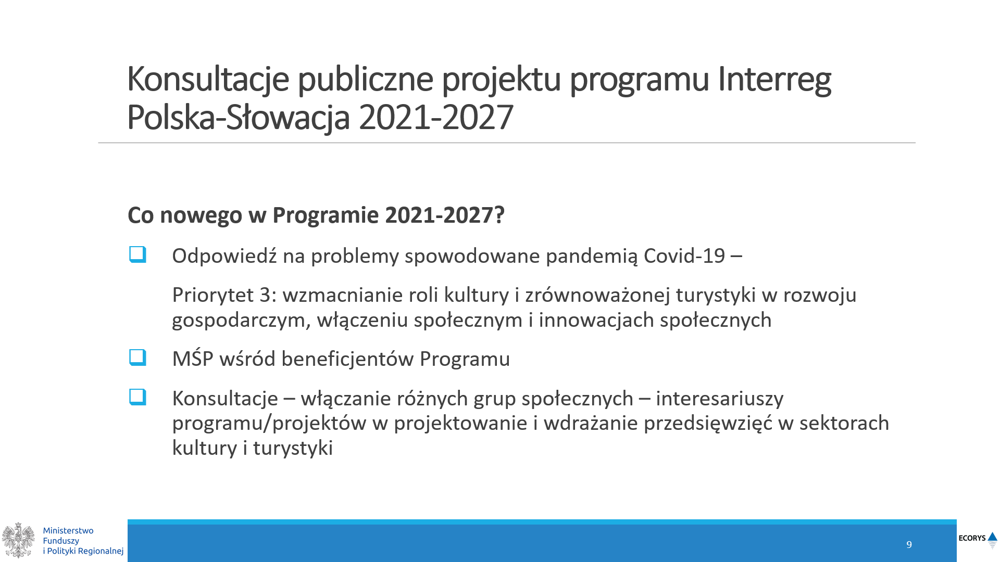 Konsultacje publiczne projektu programu Interreg
Polska-Słowacja 2021-2027
Co nowego w Programie 2021-2027?
Odpowiedź na problemy spowodowane pandemią Covid-19 –
Priorytet 3: wzmacnianie roli kultury i zrównoważonej turystyki w rozwoju
gospodarczym, włączeniu społecznym i innowacjach społecznych
MŚP wśród beneficjentów Programu
Konsultacje – włączanie różnych grup społecznych – interesariuszy
programu/projektów w projektowanie i wdrażanie przedsięwzięć w sektorach
kultury i turystyki
Ministerstwo
Funduszy
i Polityki Regionalnej
9
ECORYS